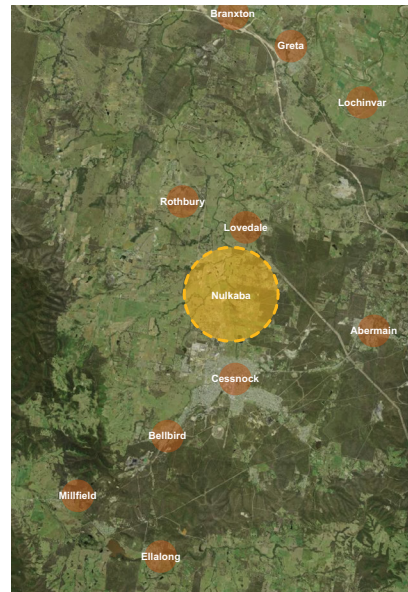 Branxton
Greta
Lochinvar
Rothbury
Lovedale
Nulkaba
Abermain
Cessnock
Bellbird
Millfield
Ellalong